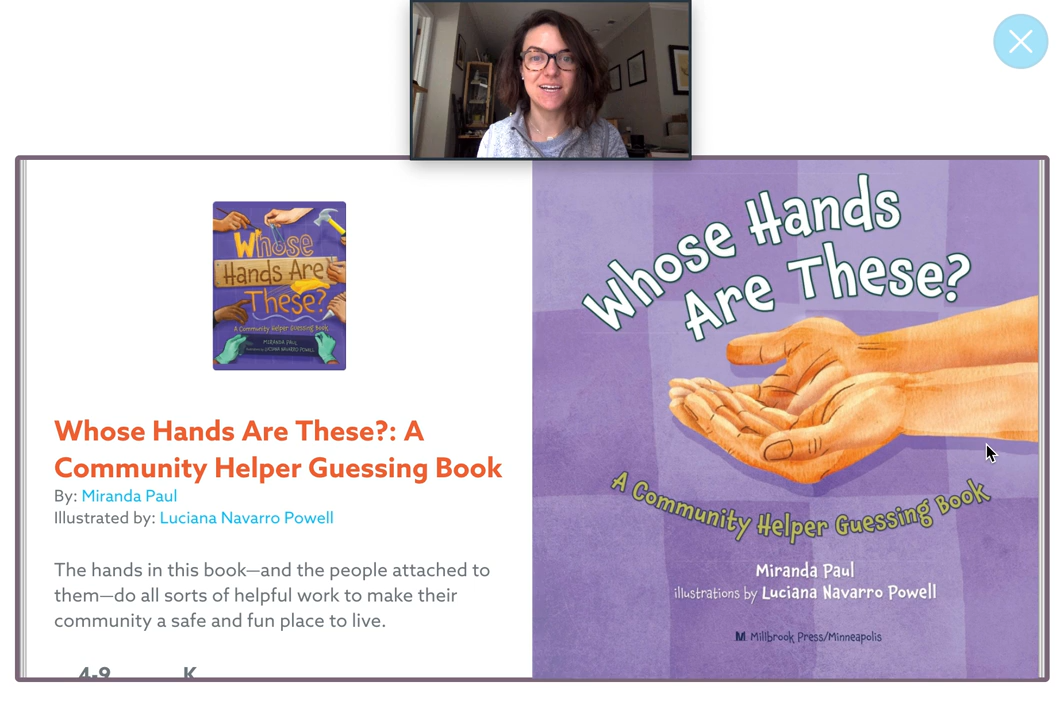 Whose
Hands Are
These?
A Community Helper Guessing Book
MIRANDA PAUL
LUCIANA NAVARRO POWELL
Whose Hands Are These?: A
Community Helper Guessing Book
By: Miranda Paul
Illustrated by: Luciana Navarro Powell
The hands in this book—and the people attached to
them—do all sorts of helpful work to make their
community a safe and fun place to live.
4-9 K
Whose Hands
Are These?
A Community Helper Guessing Book
Miranda Paul
illustrations by Luciana Navarro Powell
M Millbrook Press/Minneapolis